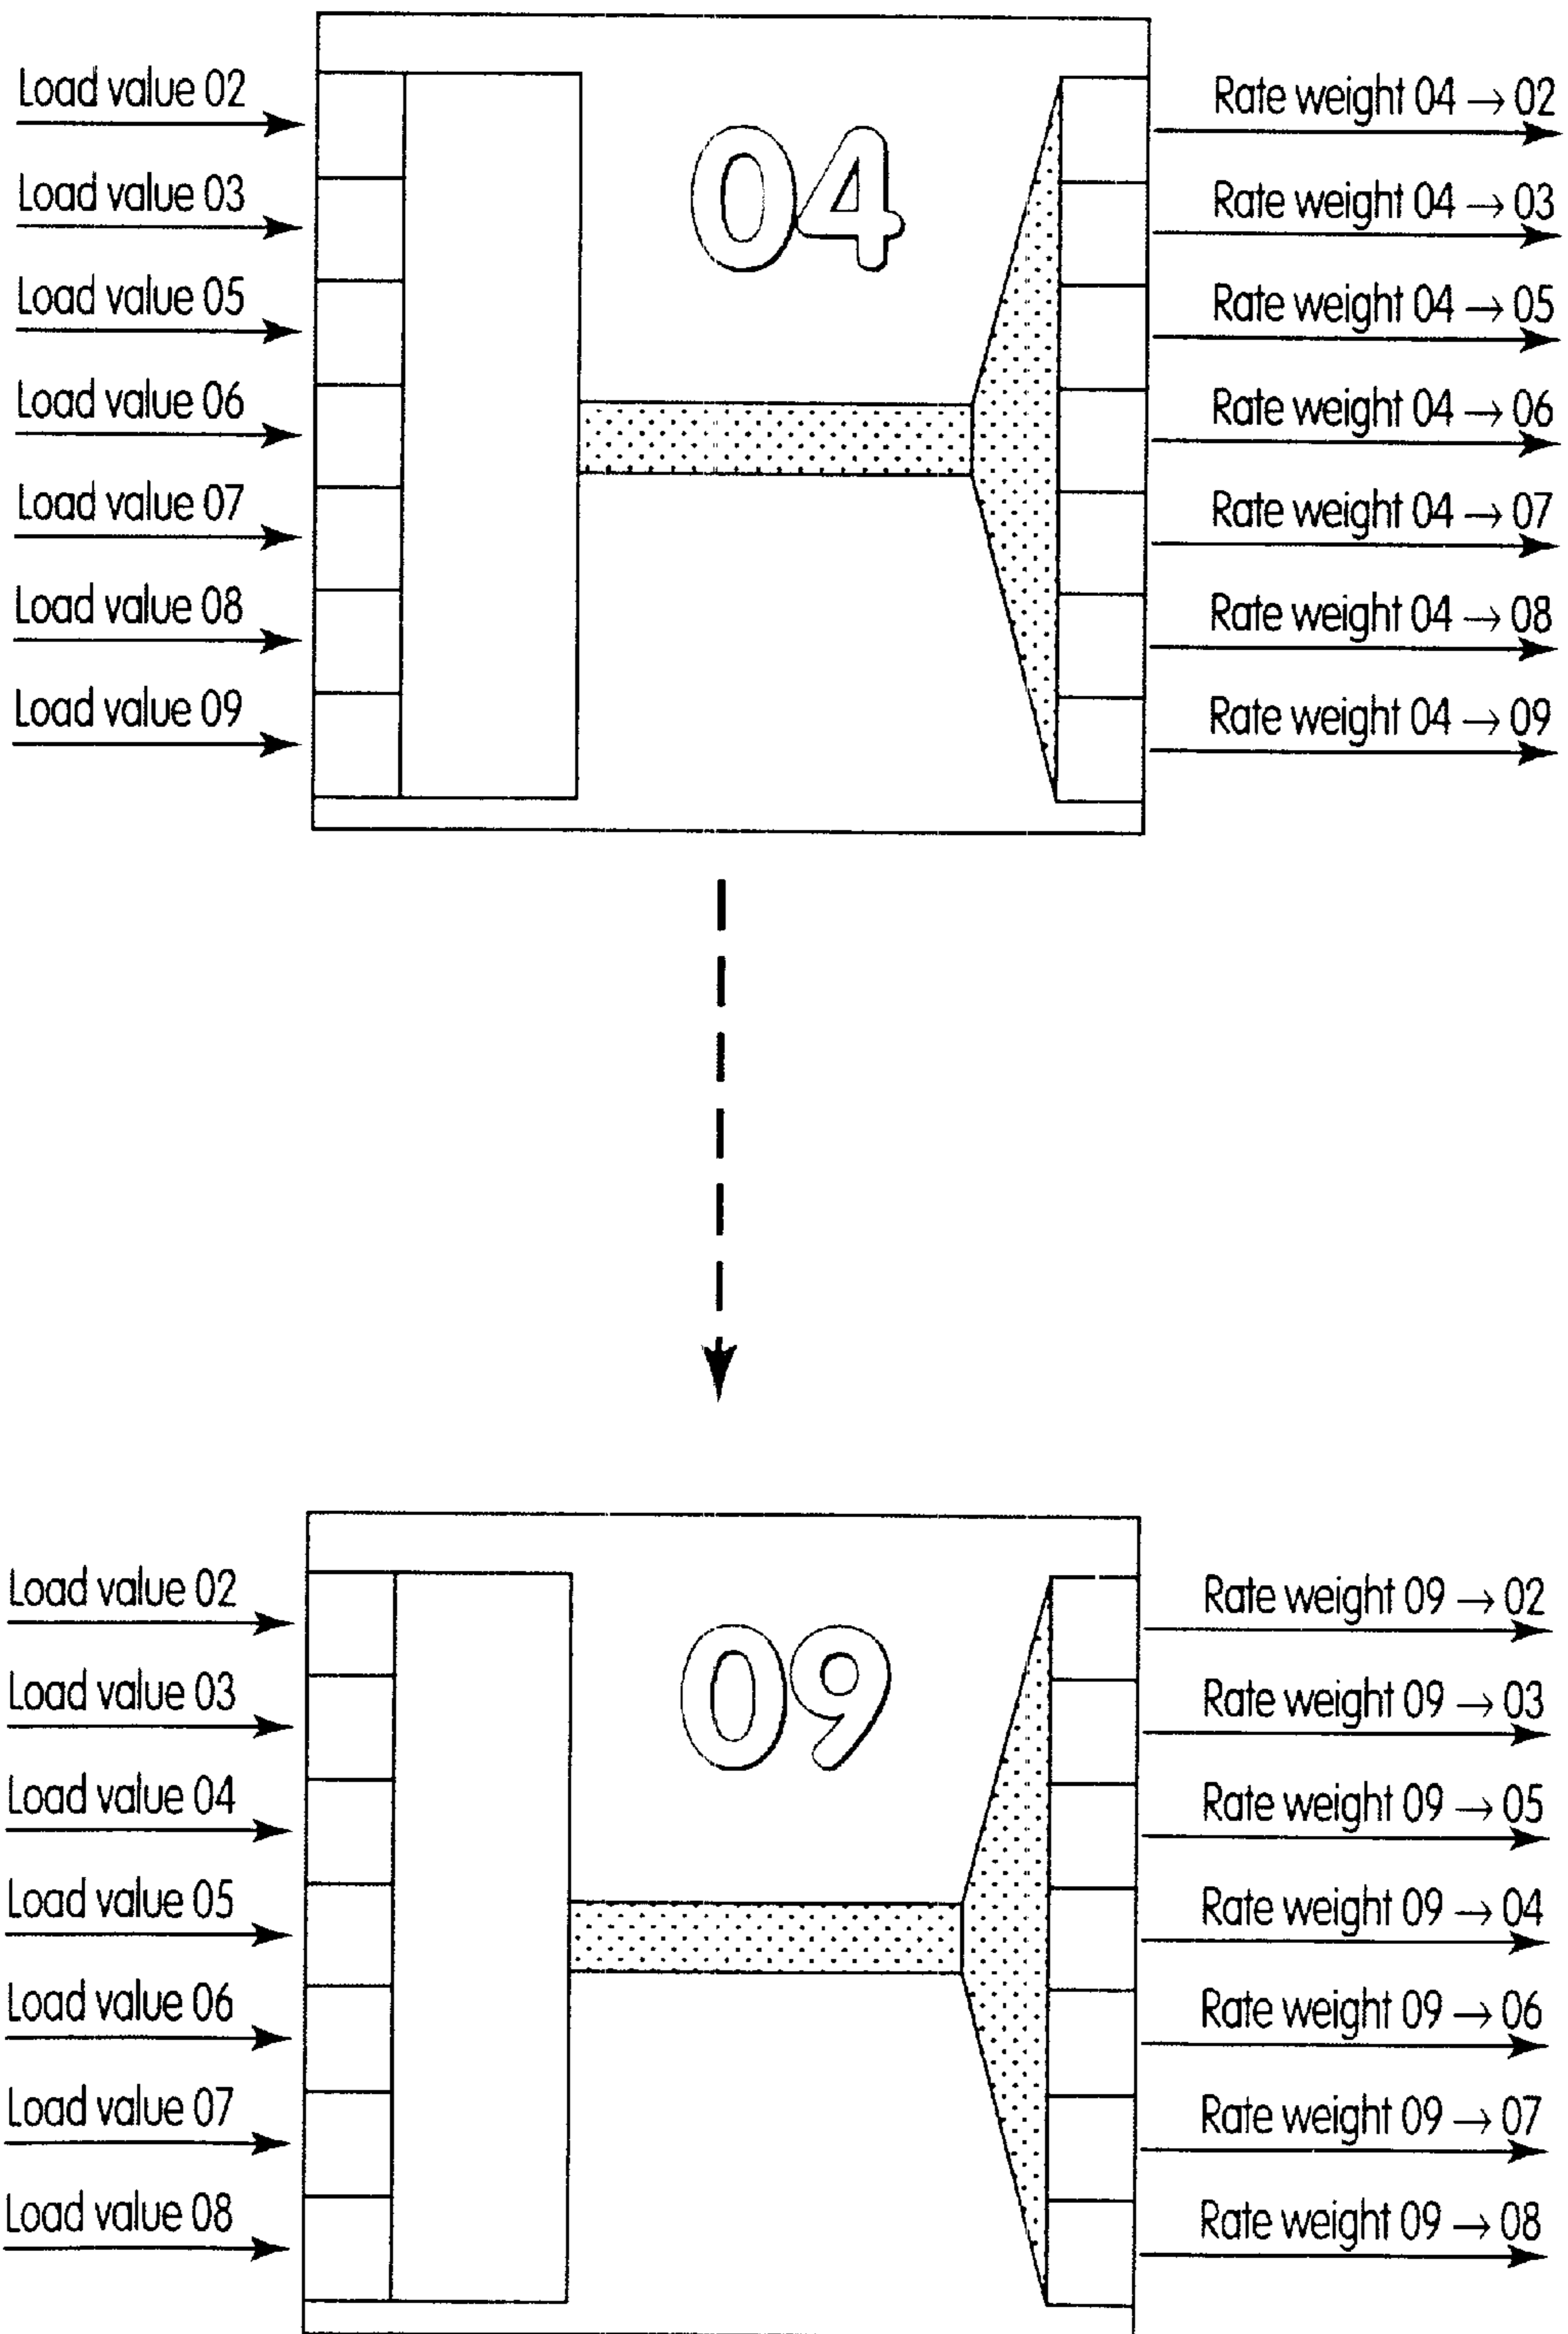 Load value 02
Load value 03
Load value 05
Load value 06
Load value 07
Load value 08
Load value 09
04
Rate weight 04 → 02
Rate weight 04 → 03
Rate weight 04 → 05
Rate weight 04 → 06
Rate weight 04 → 07
Rate weight 04 → 08
Rate weight 04 → 09
Load value 02
Load value 03
Load value 04
Load value 05
Load value 06
Load value 07
Load value 08
09
Rate weight 09 → 02
Rate weight 09 → 03
Rate weight 09 → 05
Rate weight 09 → 04
Rate weight 09 → 06
Rate weight 09 → 07
Rate weight 09 → 08